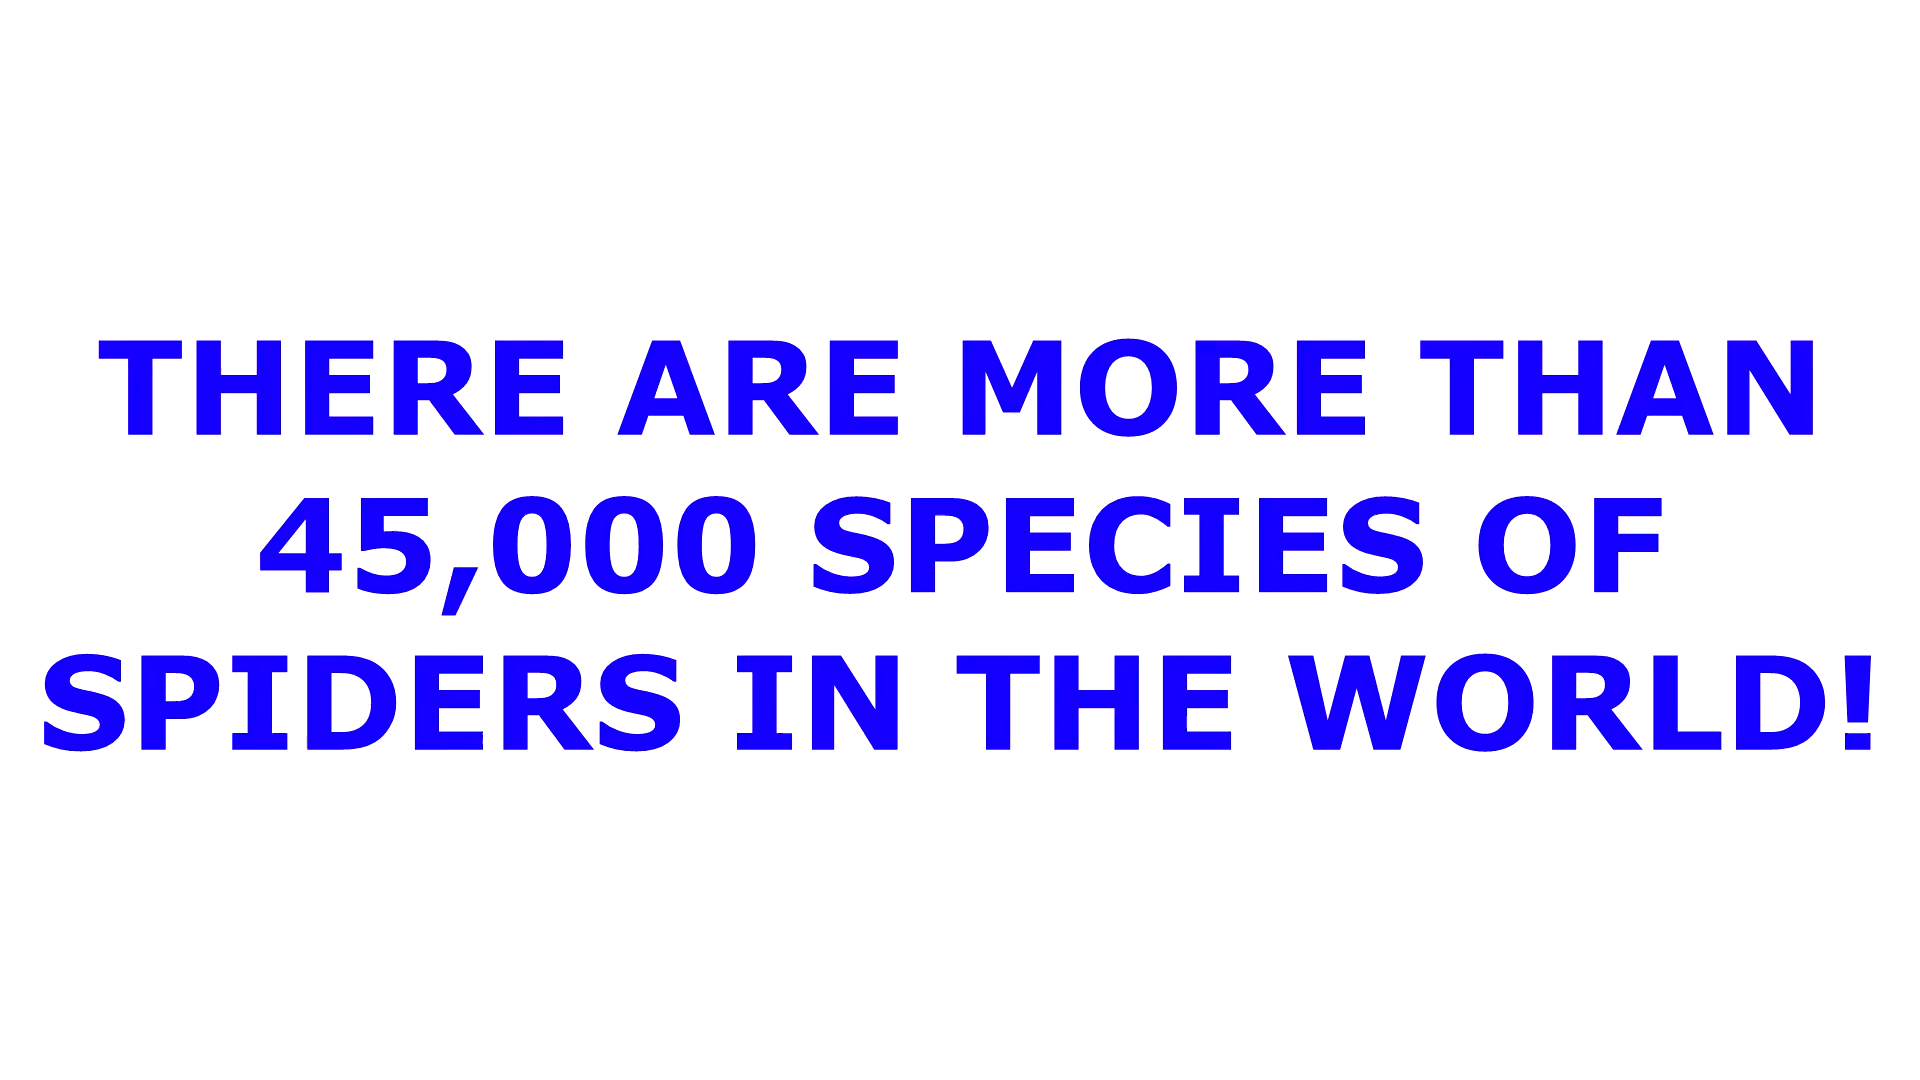 THERE ARE MORE THAN
45,000 SPECIES OF
SPIDERS IN THE WORLD!